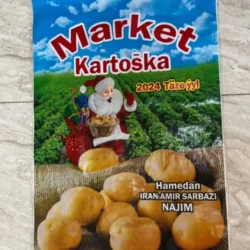 Market
Kartoška
2024 Täze ýyl
Hamedan
IRAN-AMIR SARBAZI
NAJIM